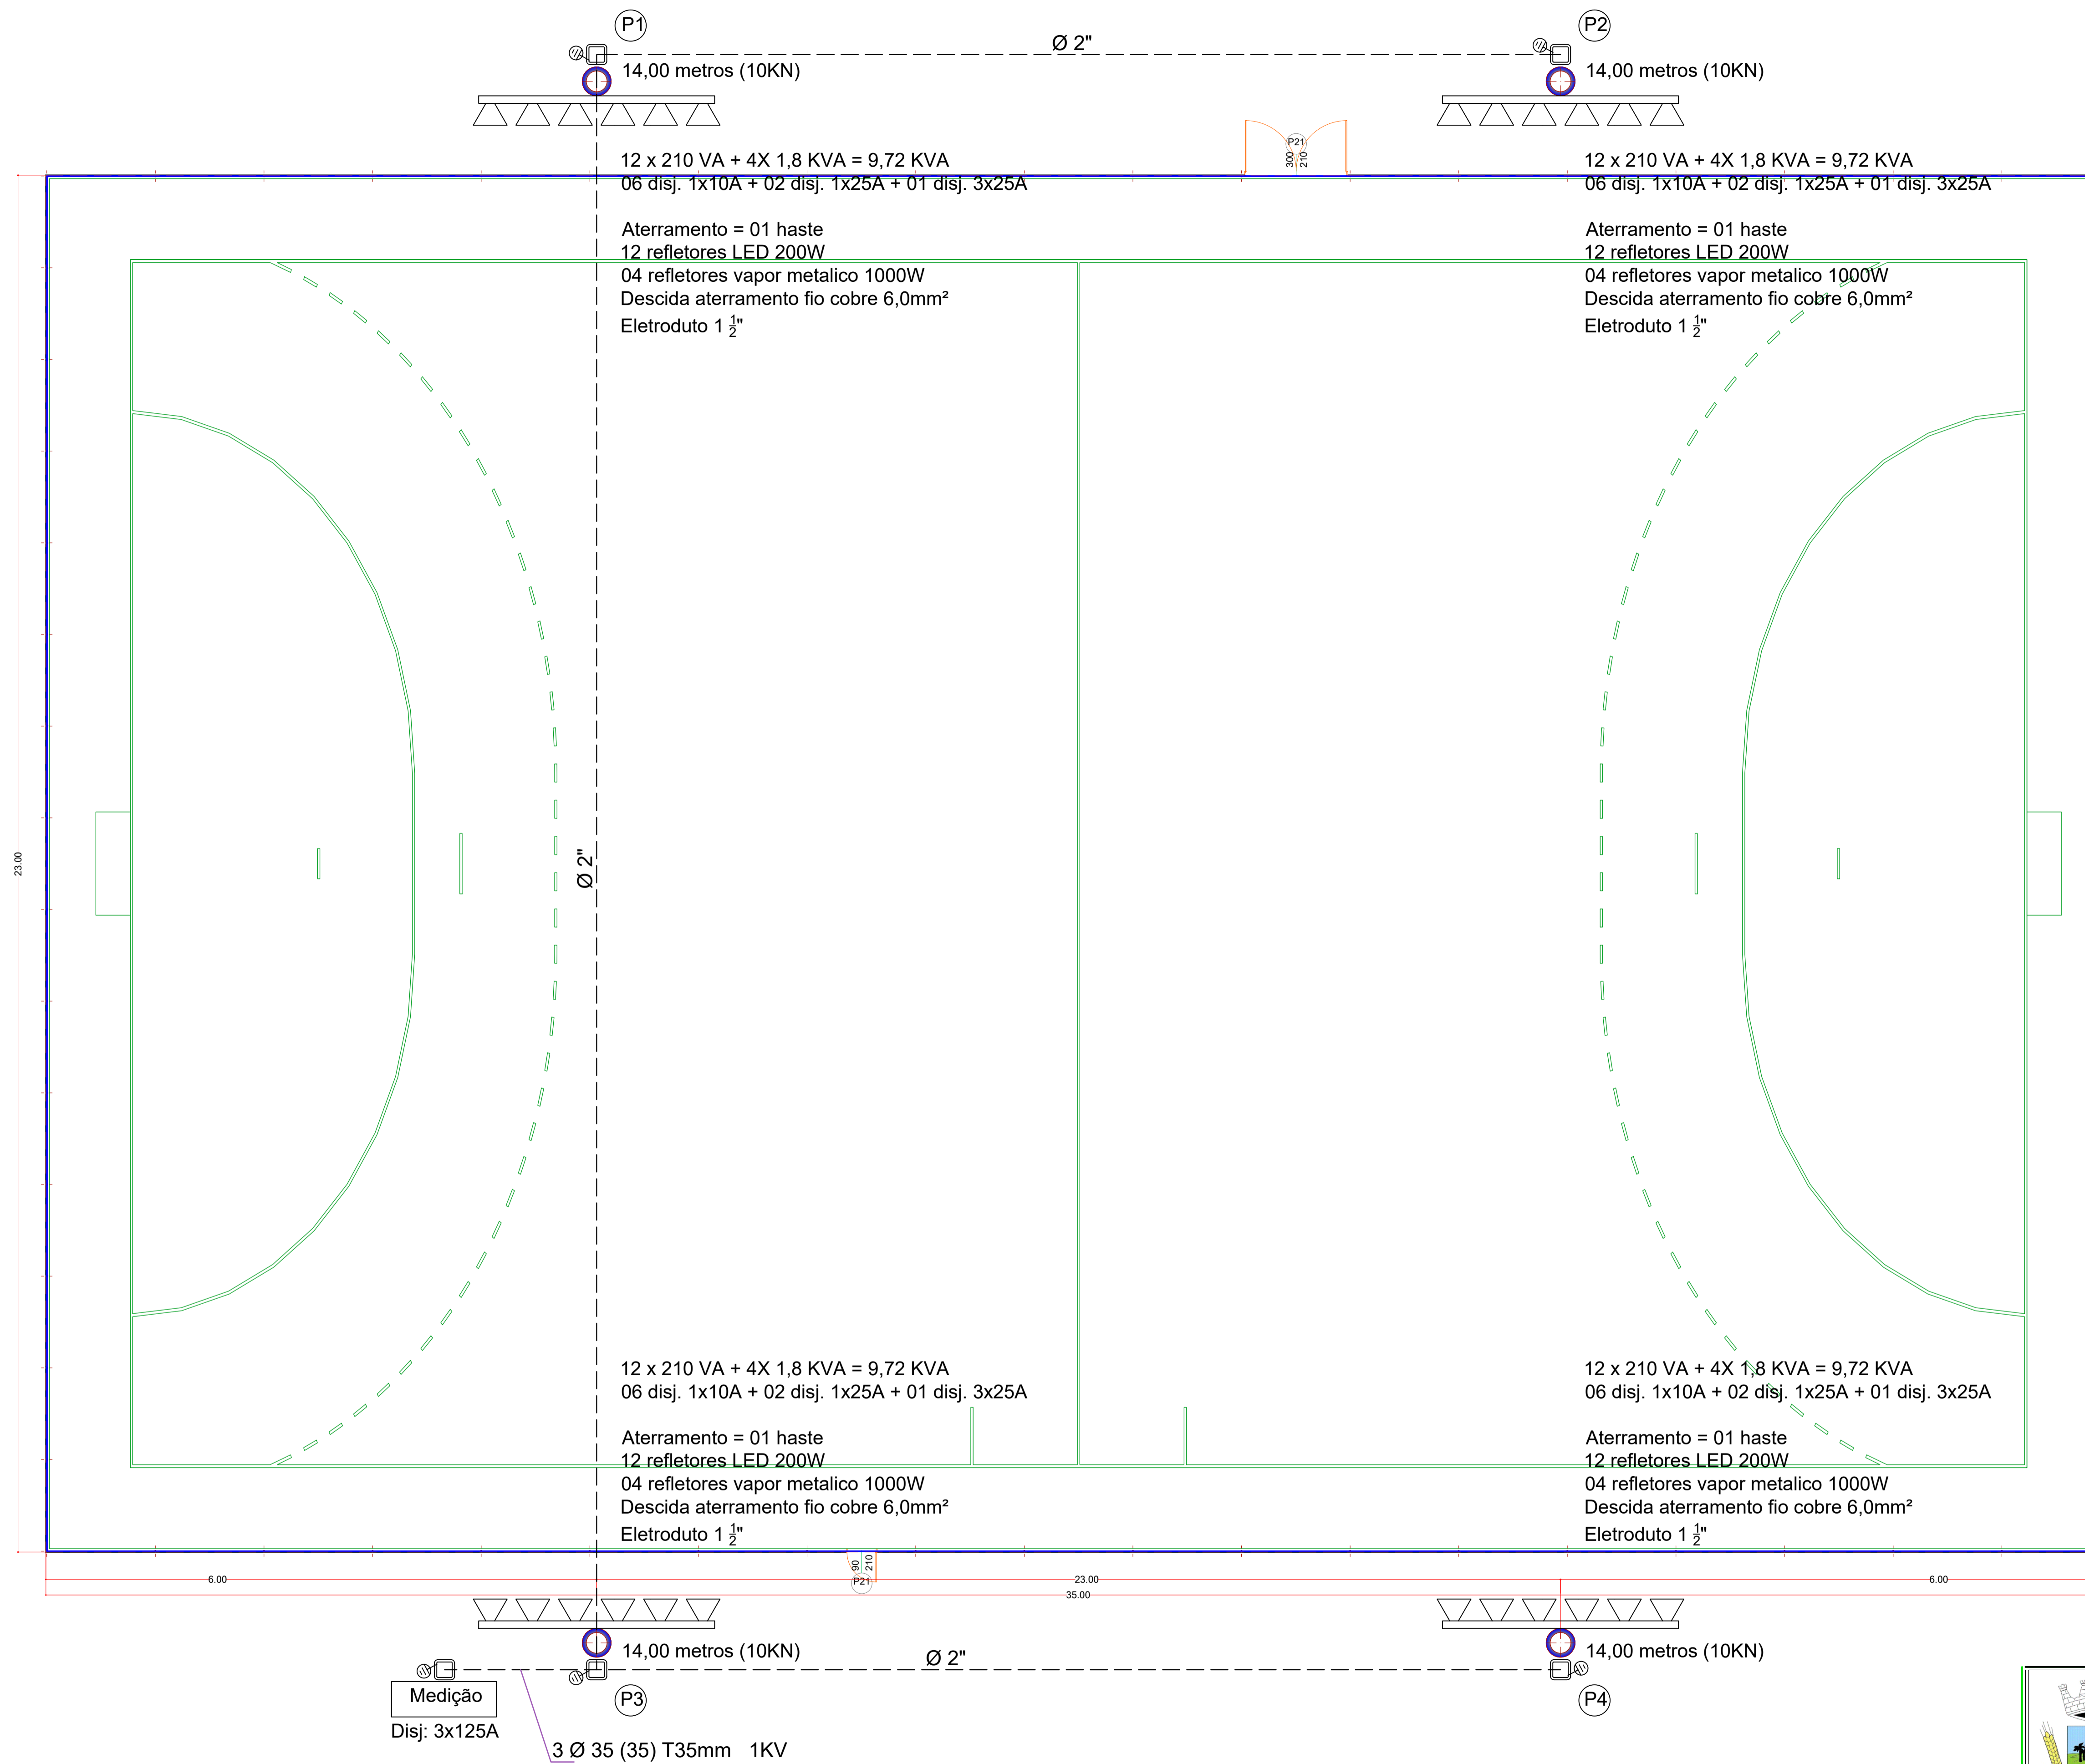 P1
P2
Ø 2"
14,00 metros (10KN)
14,00 metros (10KN)
P21
300
210
12 x 210 VA + 4X 1,8 KVA = 9,72 KVA
06 disj. 1x10A + 02 disj. 1x25A + 01 disj. 3x25A
Aterramento = 01 haste
12 refletores LED 200W
04 refletores vapor metalico 1000W
Descida aterramento fio cobre 6,0mm²
Eletroduto 1 1/2"
12 x 210 VA + 4X 1,8 KVA = 9,72 KVA
06 disj. 1x10A + 02 disj. 1x25A + 01 disj. 3x25A
Aterramento = 01 haste
12 refletores LED 200W
04 refletores vapor metalico 1000W
Descida aterramento fio cobre 6,0mm²
Eletroduto 1 1/2"
23.00
Ø 2"
12 x 210 VA + 4X 1,8 KVA = 9,72 KVA
06 disj. 1x10A + 02 disj. 1x25A + 01 disj. 3x25A
Aterramento = 01 haste
12 refletores LED 200W
04 refletores vapor metalico 1000W
Descida aterramento fio cobre 6,0mm²
Eletroduto 1 1/2"
12 x 210 VA + 4X 1,8 KVA = 9,72 KVA
06 disj. 1x10A + 02 disj. 1x25A + 01 disj. 3x25A
Aterramento = 01 haste
12 refletores LED 200W
04 refletores vapor metalico 1000W
Descida aterramento fio cobre 6,0mm²
Eletroduto 1 1/2"
90
210
P21
6.00
23.00
6.00
35.00
14,00 metros (10KN)
Ø 2"
14,00 metros (10KN)
Medição
P3
P4
Disj: 3x125A
3 Ø 35 (35) T35mm 1KV